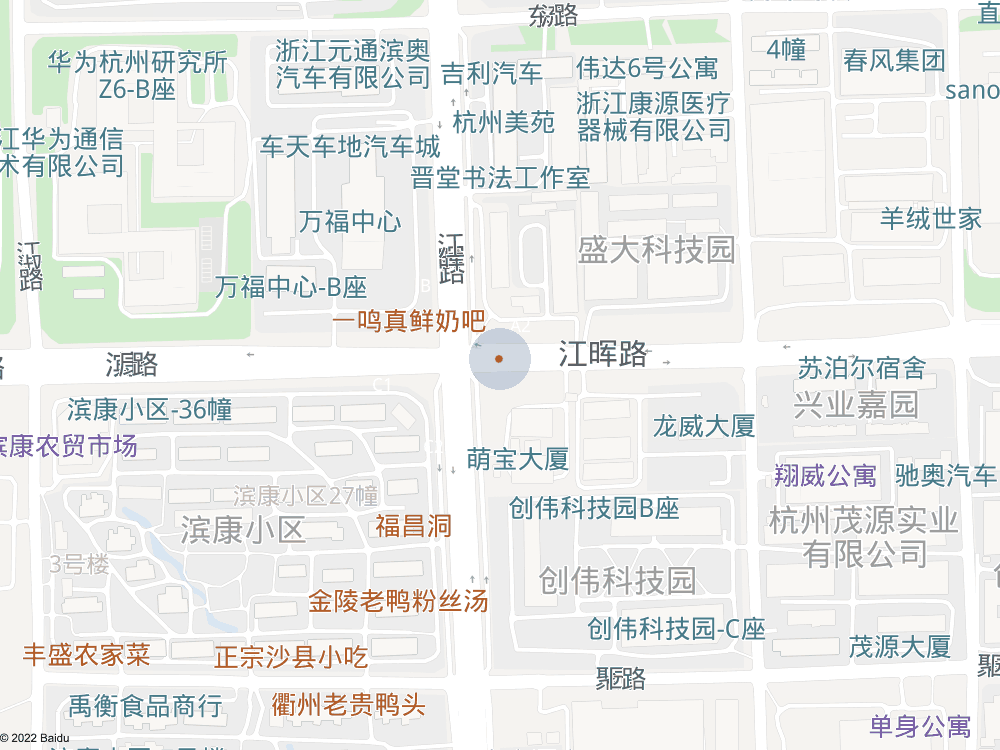 东流路
华为杭州研究所
Z6-B座
浙江元通滨奥
汽车有限公司
吉利汽车
伟达6号公寓
4幢
春风集团
浙江康源医疗
器械有限公司
杭州美苑
江华为通信
术有限公司
车天车地汽车城
晋堂书法工作室
万福中心
盛大科技园
羊绒世家
江虹路
江晖路
万福中心-B座
B
一鸣真鲜奶吧
A2
滨康路
江晖路
苏泊尔宿舍
C1
滨康小区-36幢
兴业嘉园
龙威大厦
滨康农贸市场
C2
萌宝大厦
翔威公寓
驰奥汽车
滨康小区27幢
创伟科技园B座
滨康小区
福昌洞
杭州茂源实业
有限公司
3号楼
创伟科技园
金陵老鸭粉丝汤
创伟科技园-C座
丰盛农家菜
正宗沙县小吃
茂源大厦
聚园路
禹衡食品商行
衢州老贵鸭头
单身公寓
© 2022 Baidu